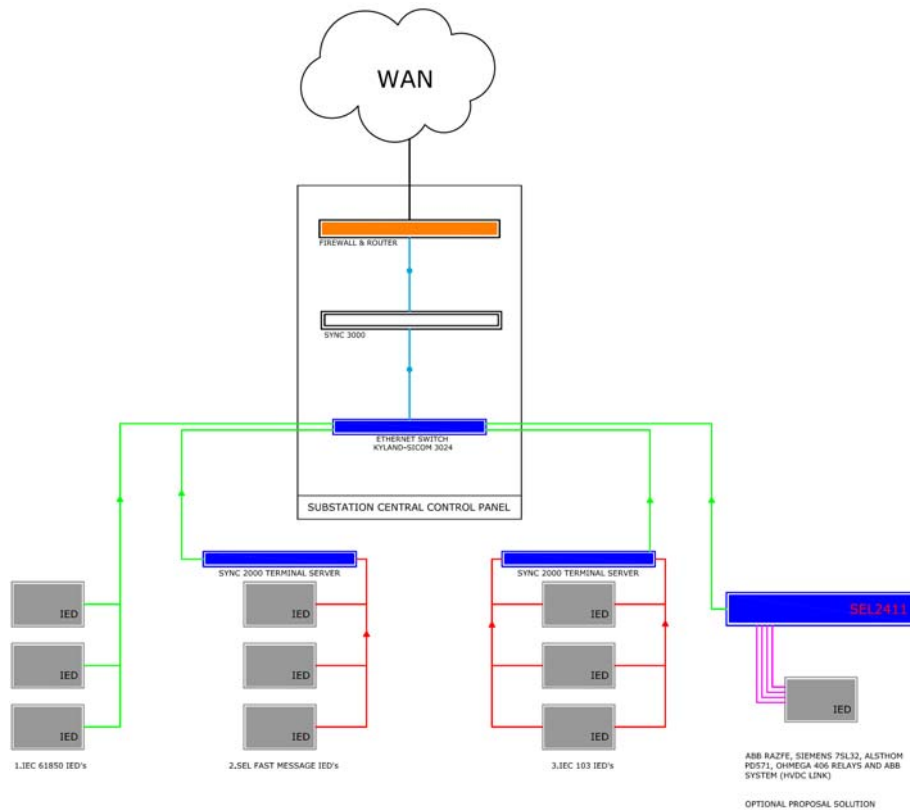 WAN
FIREWALL & ROUTER
SYNC 3000
ETHERNET SWITCH
KYLAND-SICOM 3024
SUBSTATION CENTRAL CONTROL PANEL
SYNC 2000 TERMINAL SERVER
SYNC 2000 TERMINAL SERVER
IED
IED
IED
SEL2411
IED
IED
IED
IED
IED
IED
IED
1.IEC 61850 IED's
2.SEL FAST MESSAGE IED's
3.IEC 103 IED's
ABB RAZFE, SIEMENS 7SL32, ALSTHOM
PD571, OHMEGA 406 RELAYS AND ABB
SYSTEM (HVDC LINK)
OPTIONAL PROPOSAL SOLUTION